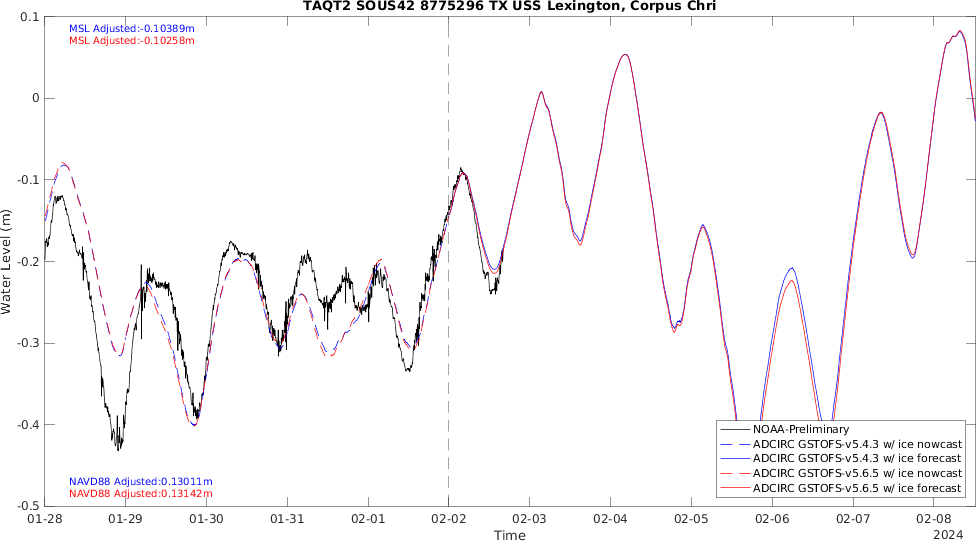 TAQT2 SOUS42 8775296 TX USS Lexington, Corpus Chri
MSL Adjusted:-0.10389m
MSL Adjusted:-0.10258m
0.1
0
-0.1
-0.2
-0.3
-0.4
-0.5
Water Level (m)
NAVD88 Adjusted:0.13011m
NAVD88 Adjusted:0.13142m
NOAA-Preliminary
ADCIRC GSTOFS-v5.4.3 w/ ice nowcast
ADCIRC GSTOFS-v5.4.3 w/ ice forecast
ADCIRC GSTOFS-v5.6.5 w/ ice nowcast
ADCIRC GSTOFS-v5.6.5 w/ ice forecast
01-28 01-29 01-30 01-31 02-01 02-02 02-03 02-04 02-05 02-06 02-07 02-08
Time
2024